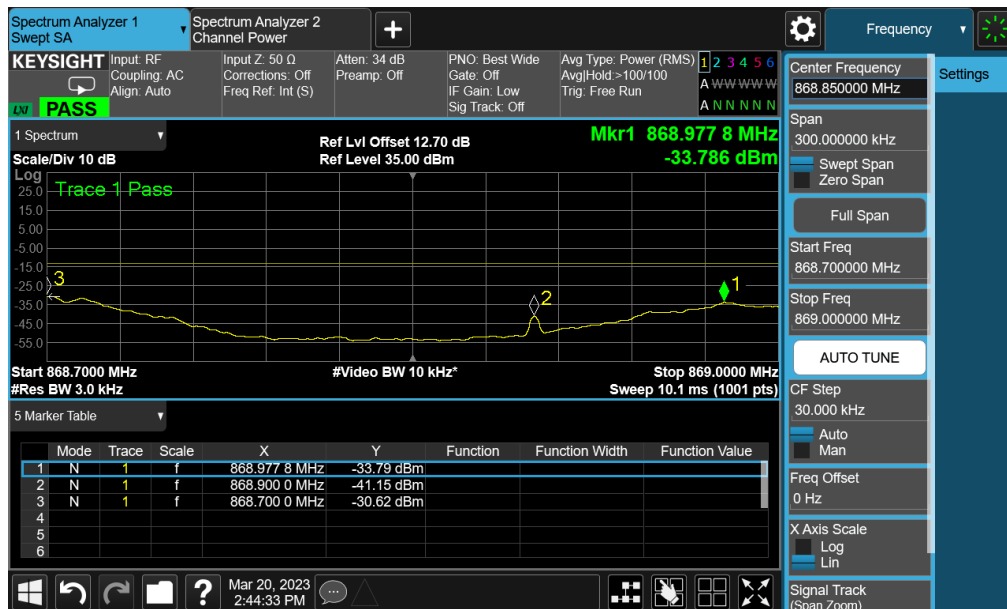 Spectrum Analyzer 1
Swept SA
Spectrum Analyzer 2
Channel Power
+
Frequency
KEYSIGHT
LXI
PASS
Input: RF
Coupling: AC
Align: Auto
Input Z: 50 Ω
Corrections: Off
Freq Ref: Int (S)
Atten: 34 dB
Preamp: Off
PNO: Best Wide
Gate: Off
IF Gain: Low
Sig Track: Off
Avg Type: Power (RMS)
Avg|Hold:>100/100
Trig: Free Run
1 2 3 4 5 6
A W W W W W
A N N N N N
1 Spectrum
Scale/Div 10 dB
Ref Lvl Offset 12.70 dB
Ref Level 35.00 dBm
Mkr1 868.977 8 MHz
-33.786 dBm
Log
Trace 1 Pass
25.0
15.0
5.00
-5.00
-15.0
-25.0
-35.0
-45.0
-55.0
3
2
1
Start 868.7000 MHz
#Video BW 10 kHz*
Stop 869.0000 MHz
#Res BW 3.0 kHz
Sweep 10.1 ms (1001 pts)
5 Marker Table
Mode Trace Scale X Y Function Function Width Function Value
1 N 1 f 868.977 8 MHz -33.79 dBm
2 N 1 f 868.900 0 MHz -41.15 dBm
3 N 1 f 868.700 0 MHz -30.62 dBm
4
5
6
?
Mar 20, 2023
2:44:33 PM
Settings
Center Frequency
868.850000 MHz
Span
300.000000 kHz
Swept Span
Zero Span
Full Span
Start Freq
868.700000 MHz
Stop Freq
869.000000 MHz
AUTO TUNE
CF Step
30.000 kHz
Auto
Man
Freq Offset
0 Hz
X Axis Scale
Log
Lin
Signal Track
(Span Zoom)